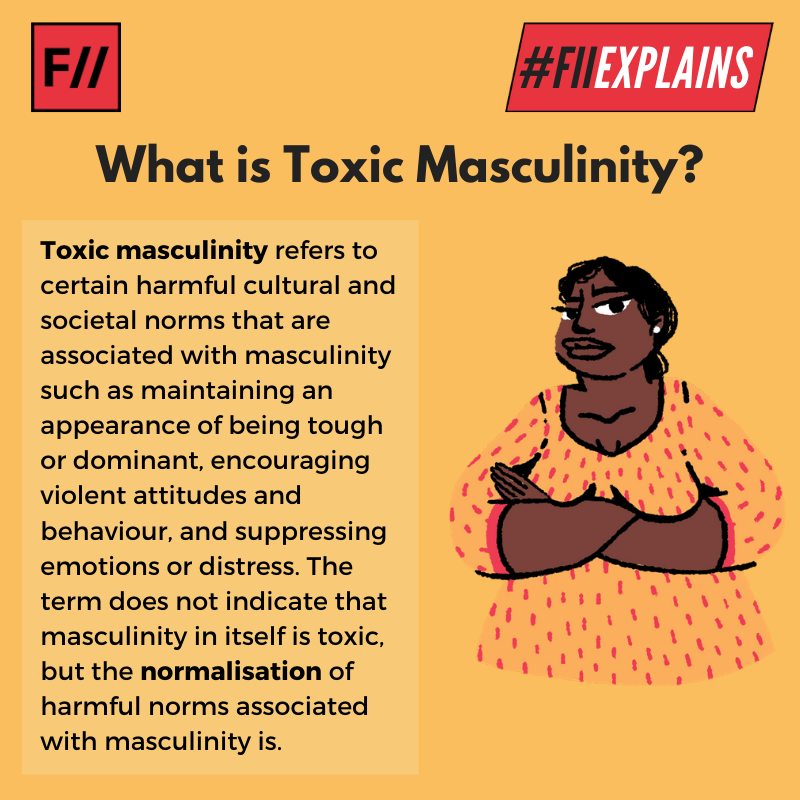 FII
#FIIEXPLAINS
What is Toxic Masculinity?
Toxic masculinity refers to
certain harmful cultural and
societal norms that are
associated with masculinity
such as maintaining an
appearance of being tough
or dominant, encouraging
violent attitudes and
behaviour, and suppressing
emotions or distress. The
term does not indicate that
masculinity in itself is toxic,
but the normalisation of
harmful norms associated
with masculinity is.